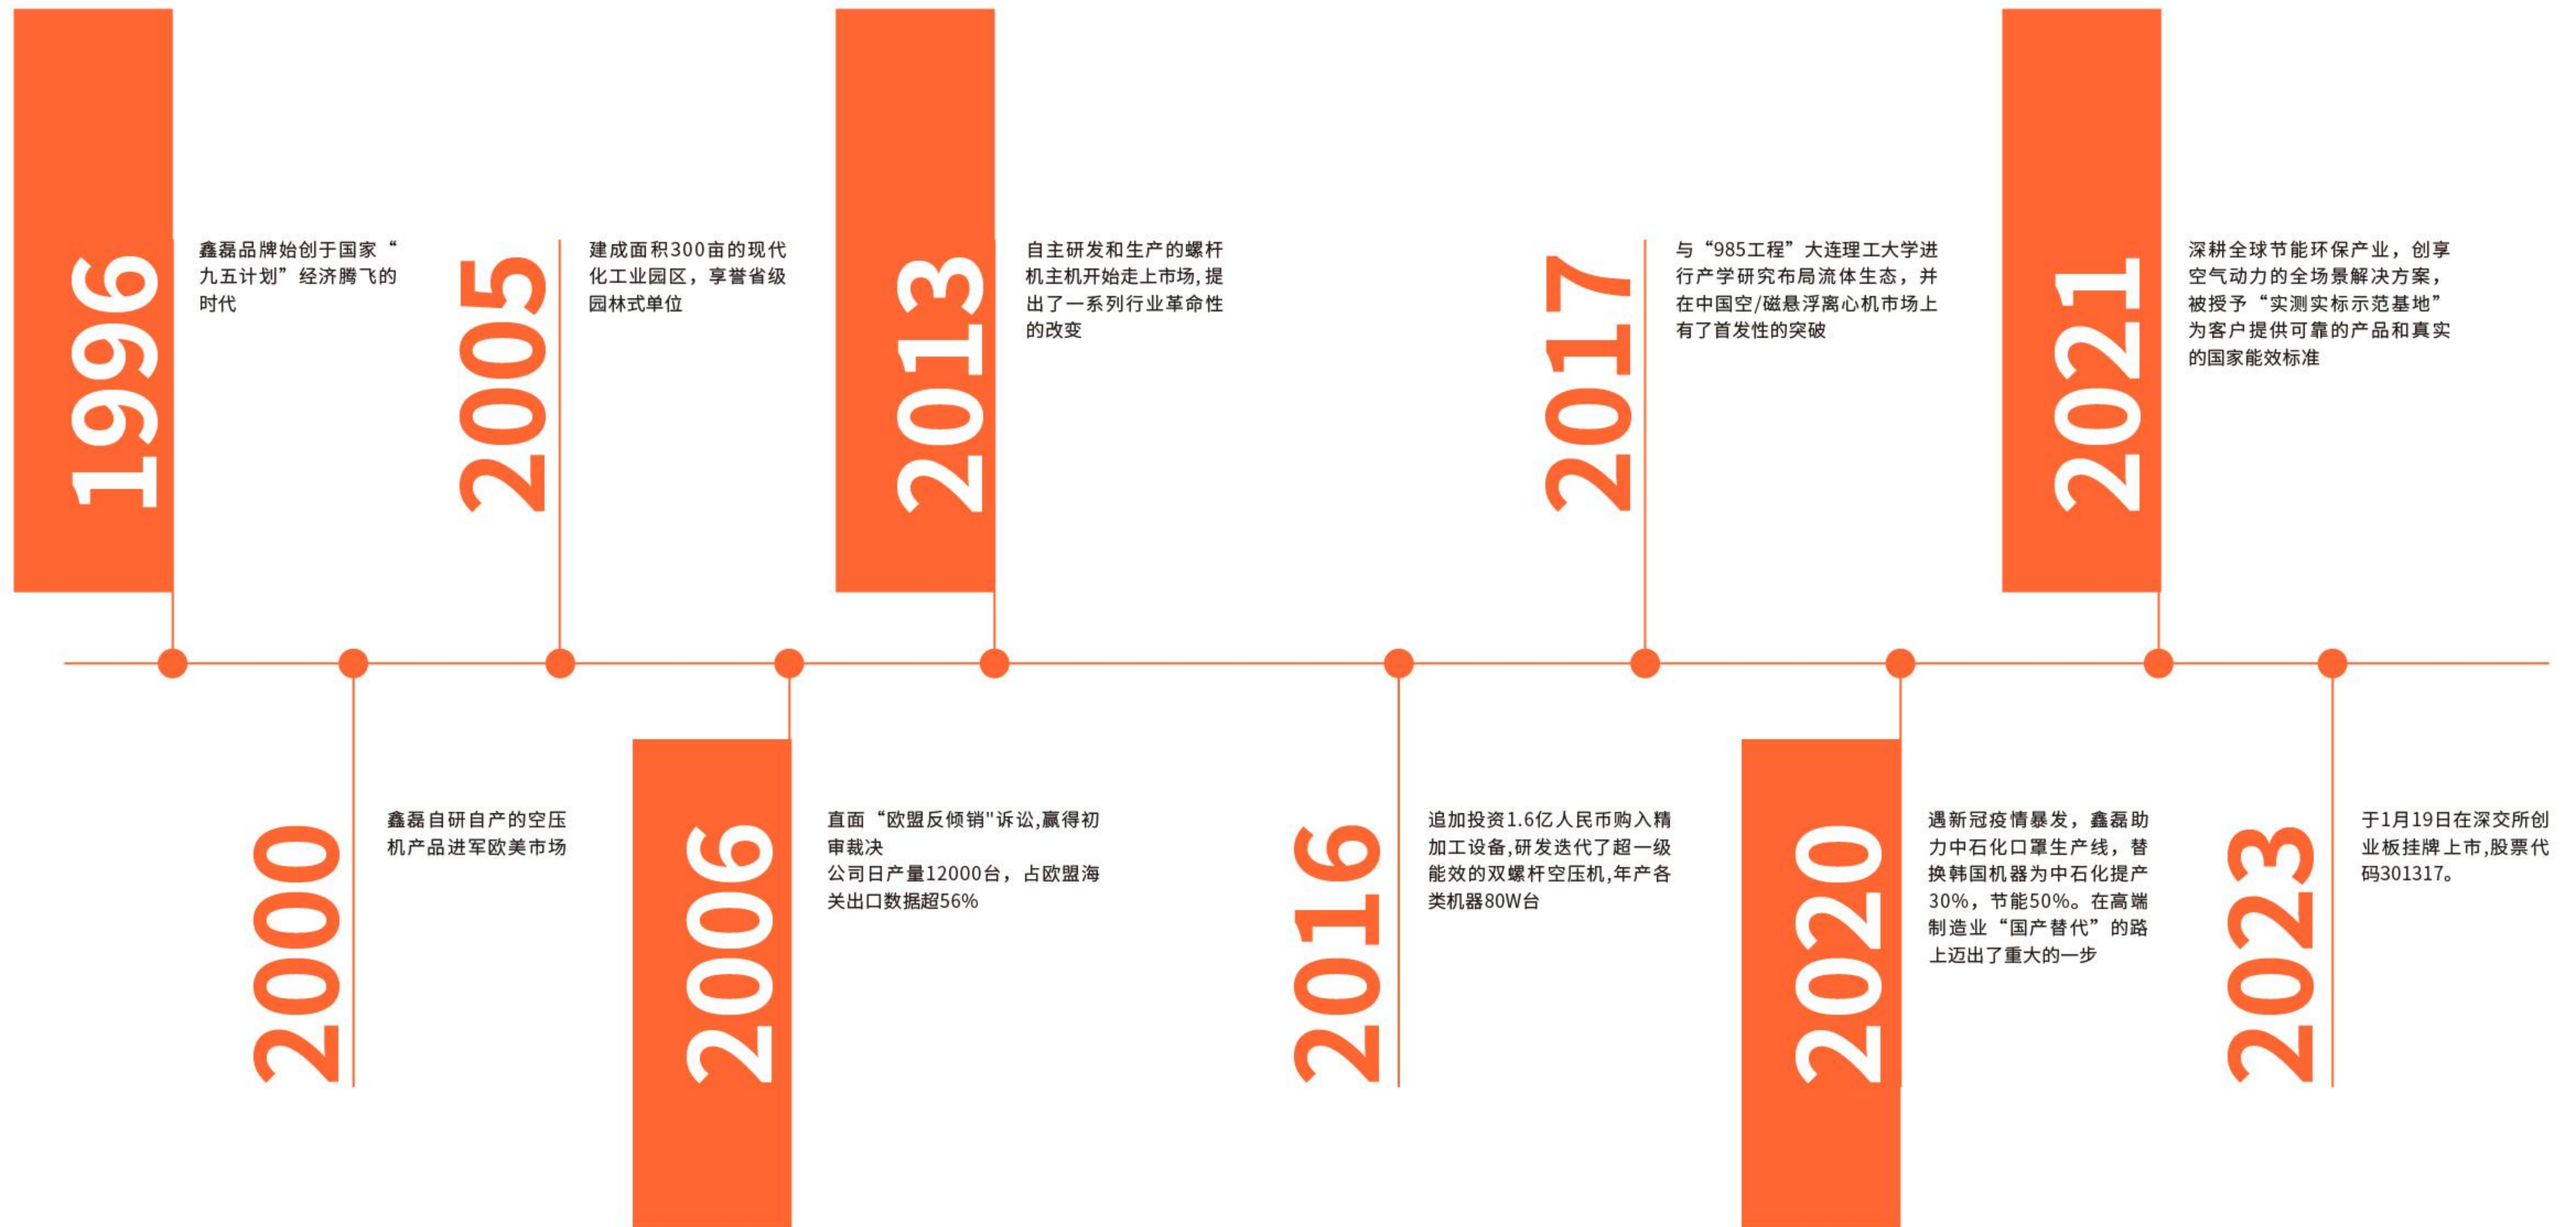 1996
鑫磊品牌始创于国家“
九五计划”经济腾飞的
时代
2000
鑫磊自研自产的空压
机产品进军欧美市场
2005
建成面积300亩的现代
化工业园区，享誉省级
园林式单位
2006
直面“欧盟反倾销"诉讼,赢得初
审裁决
公司日产量12000台，占欧盟海
关出口数据超56%
2013
自主研发和生产的螺杆
机主机开始走上市场,提
出了一系列行业革命性
的改变
2016
追加投资1.6亿人民币购入精
加工设备,研发迭代了超一级
能效的双螺杆空压机,年产各
类机器80W台
2017
与“985工程”大连理工大学进
行产学研究布局流体生态，并
在中国空/磁悬浮离心机市场上
有了首发性的突破
2020
遇新冠疫情暴发，鑫磊助
力中石化口罩生产线，替
换韩国机器为中石化提产
30%，节能50%。在高端
制造业“国产替代”的路
上迈出了重大的一步
2021
深耕全球节能环保产业，创享
空气动力的全场景解决方案，
被授予“实测实标示范基地”
为客户提供可靠的产品和真实
的国家能效标准
2023
于1月19日在深交所创
业板挂牌上市,股票代
码301317。